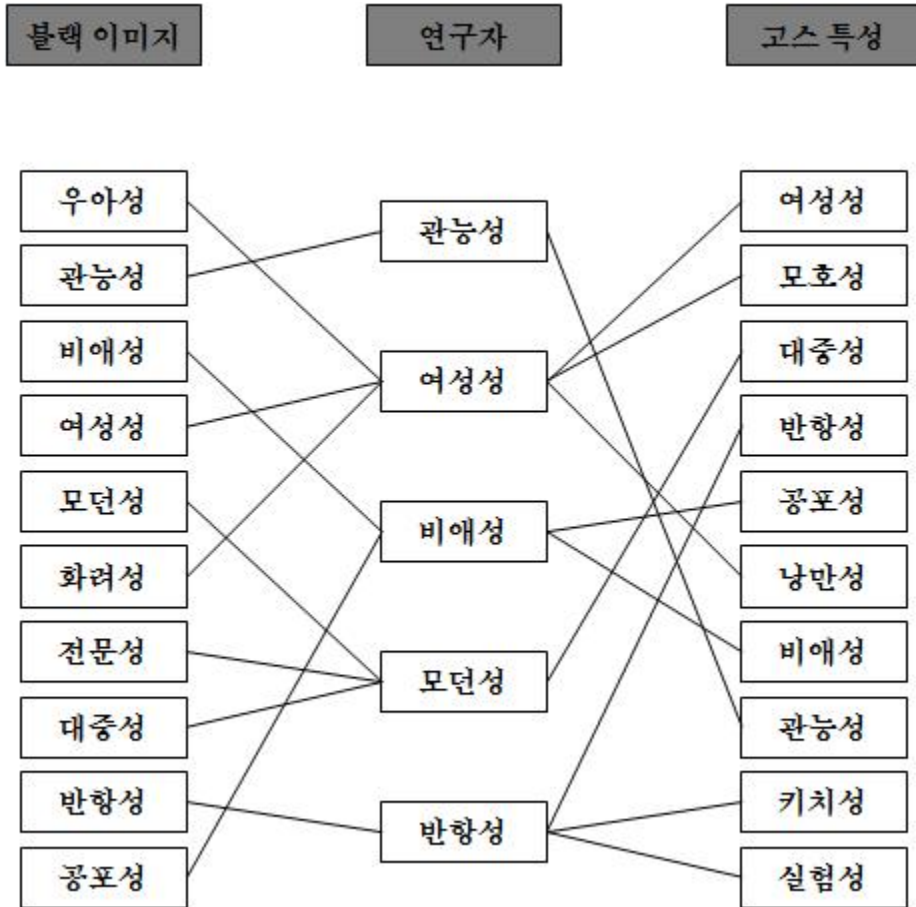 블랙 이미지
연구자
고스 특성
우아성
관능성
비애성
여성성
모던성
화려성
전문성
대중성
반항성
공포성
관능성
여성성
비애성
모던성
반항성
여성성
모호성
대중성
반항성
공포성
낭만성
비애성
관능성
키치성
실험성